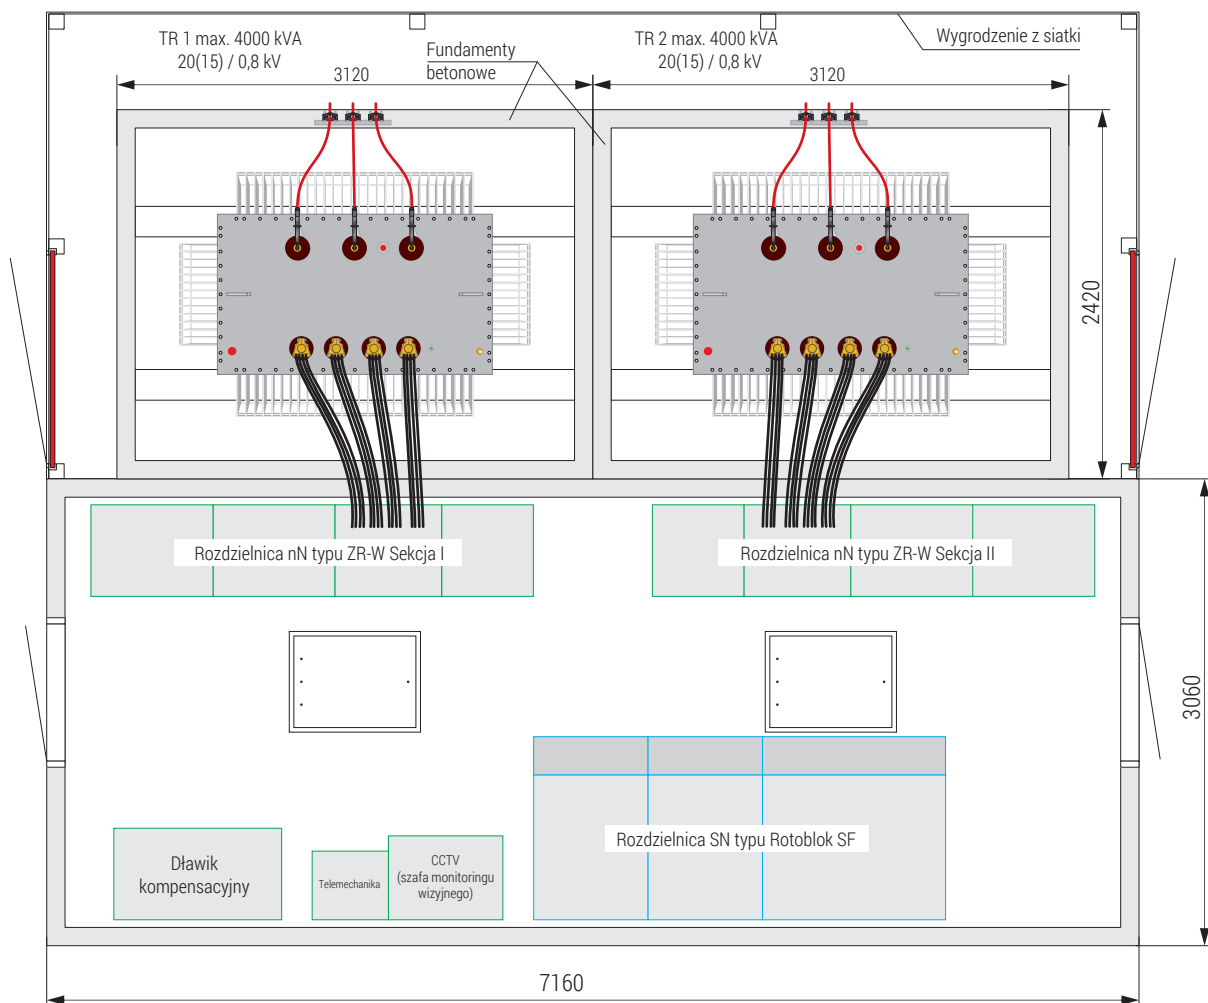 TR 1 max. 4000 kVA
20(15) / 0,8 kV
3120
Fundamenty
betonowe
TR 2 max. 4000 kVA
20(15) / 0,8 kV
3120
Wygrodzenie z siatki
2420
Rozdzielnica nN typu ZR-W Sekcja I
Rozdzielnica nN typu ZR-W Sekcja II
3060
Rozdzielnica SN typu Rotoblok SF
Dławik
kompensacyjny
Telemechanika
CCTV
(szafa monitoringu
wizyjnego)
7160